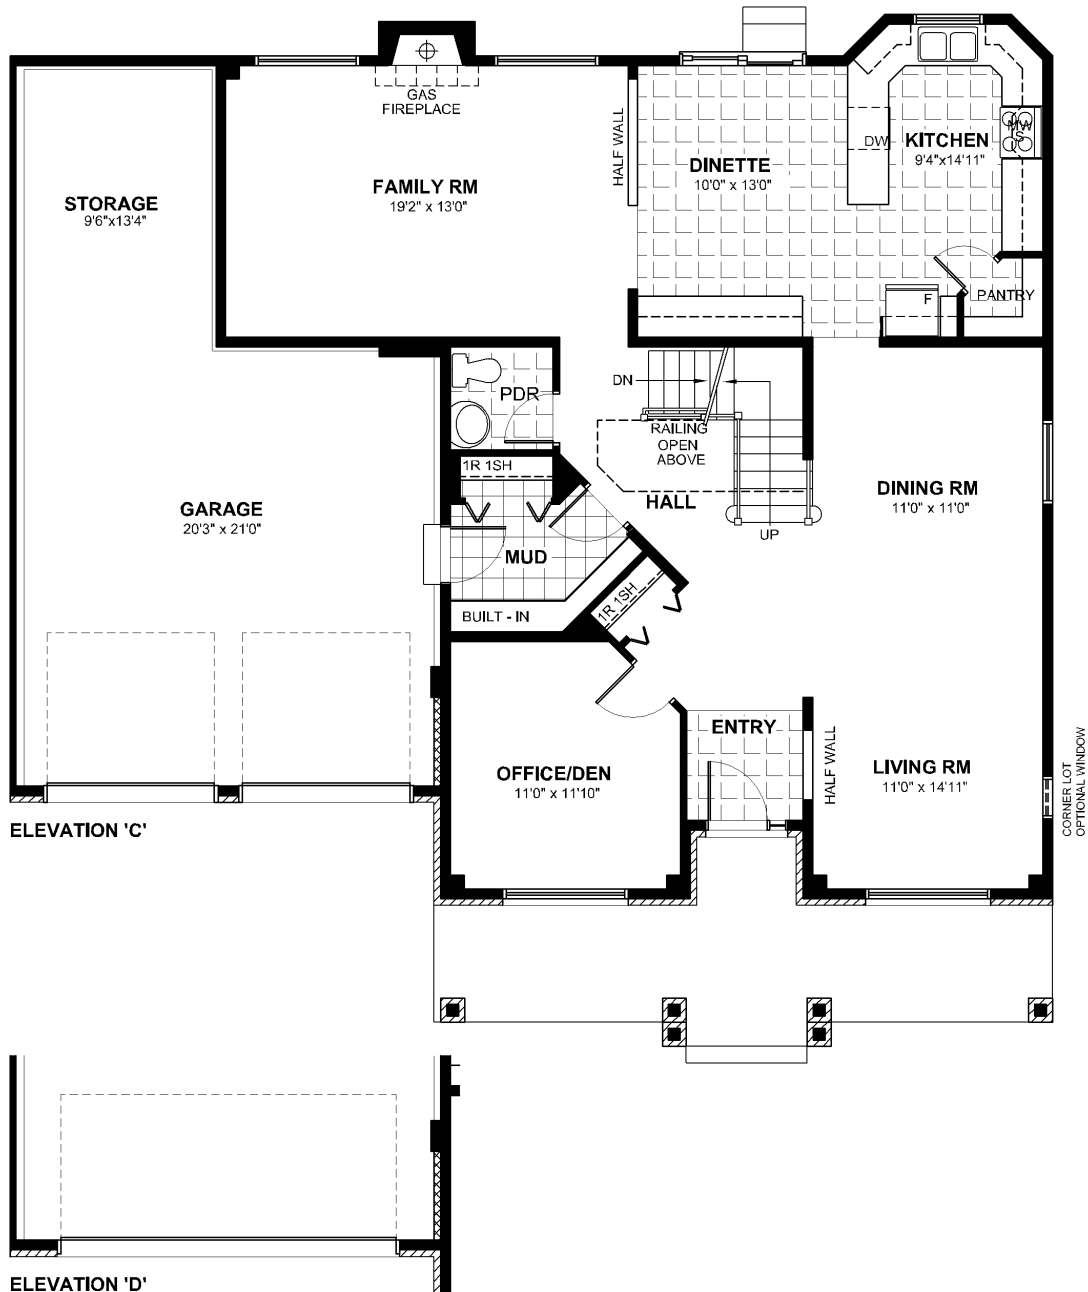 GAS
FIREPLACE
HALF WALL
DW
MW
S
KITCHEN
9'4"x14'11"
DINETTE
10'0" x 13'0"
FAMILY RM
19'2" x 13'0"
STORAGE
9'6"x13'4"
F
PANTRY
DN
PDR
RAILING
OPEN
ABOVE
1R 1SH
HALL
DINING RM
11'0" x 11'0"
GARAGE
20'3" x 21'0"
UP
MUD
1R 1SH
BUILT - IN
ENTRY
HALF WALL
OFFICE/DEN
11'0" x 11'10"
LIVING RM
11'0" x 14'11"
CORNER LOT
OPTIONAL WINDOW
ELEVATION 'C'
ELEVATION 'D'